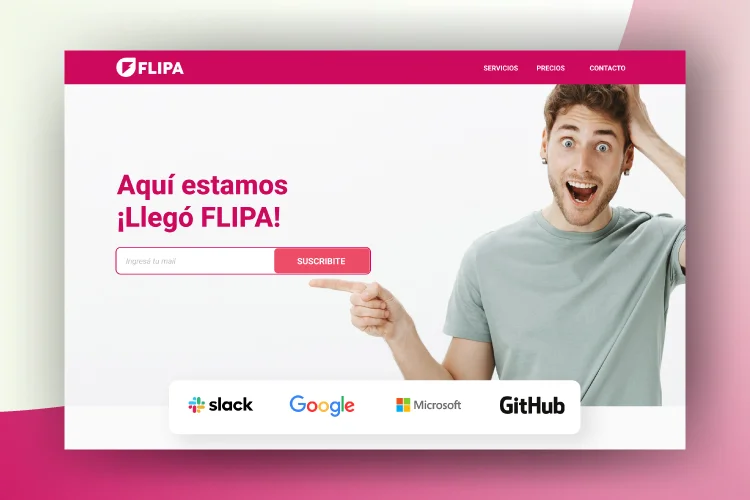 FLIPA
SERVICIOS PRECIOS CONTACTO
Aquí estamos
¡Llegó FLIPA!
Ingresá tu mail
SUSCRIBITE
slack Google Microsoft GitHub